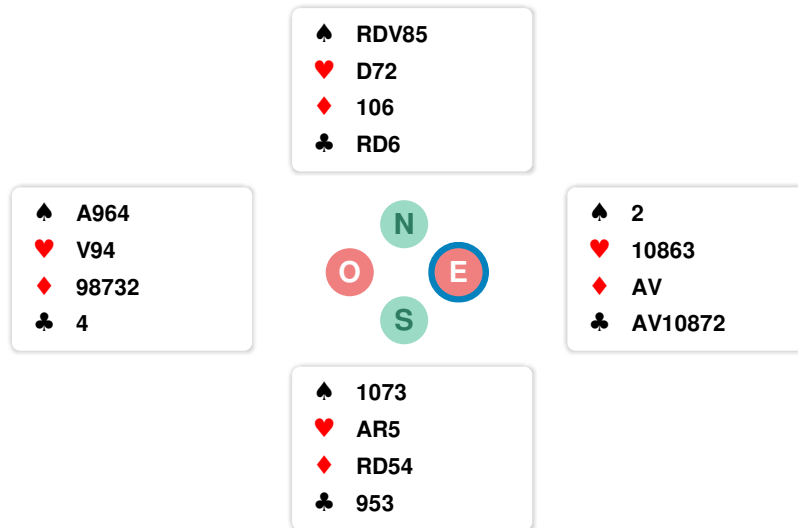 ♠ RDV85
♥ D72
♦ 106
♣ RD6
♠ A964
♥ V94
♦ 98732
♣ 4
N
O
E
S
♠ 2
♥ 10863
♦ AV
♣ AV10872
♠ 1073
♥ AR5
♦ RD54
♣ 953